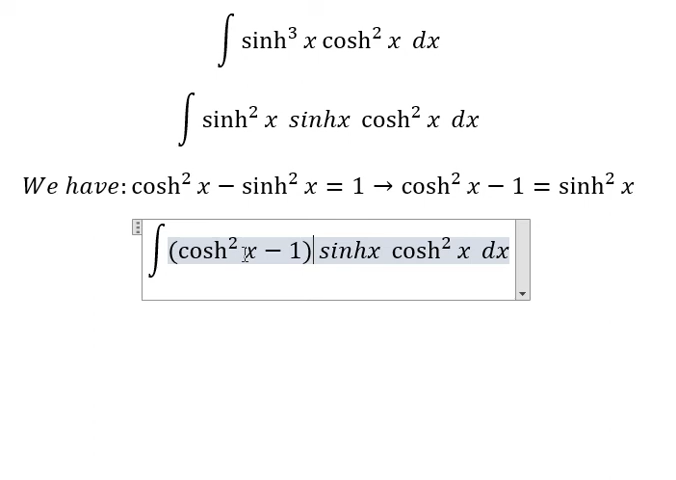 ∫ sinh³ x cosh² x dx
∫ sinh² x sinhx cosh² x dx
We have: cosh² x − sinh² x = 1 → cosh² x − 1 = sinh² x
∫ (cosh² x − 1) sinhx cosh² x dx